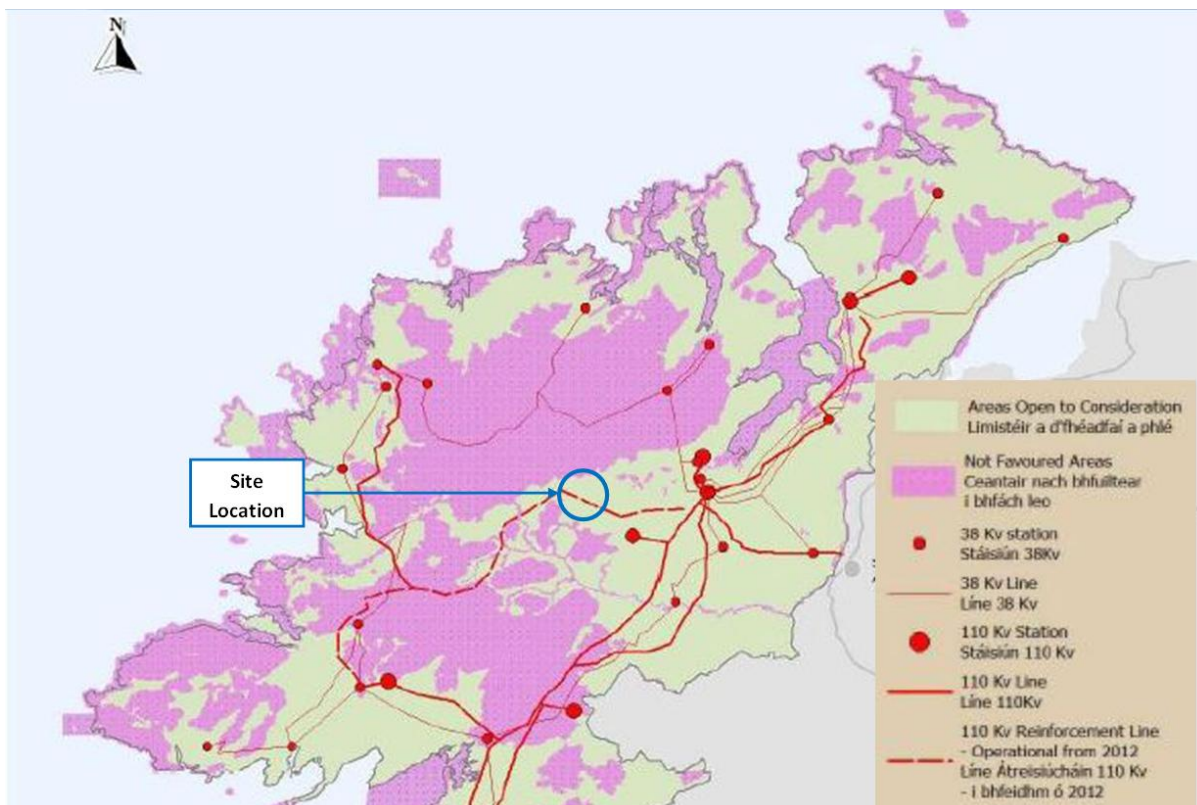 N
Site
Location
Areas Open to Consideration
Limistéir a d'fhéadfaí a phlé
Not Favoured Areas
Ceantair nach bhfuiltear
i bhfách leo
38 Kv station
Stáisiún 38Kv
38 Kv Line
Líne 38 Kv
110 Kv Station
Stáisiún 110 Kv
110 Kv Line
Líne 110Kv
110 Kv Reinforcement Line
- Operational from 2012
Líne Átreisiúcháin 110 Kv
- i bhfeidhm ó 2012